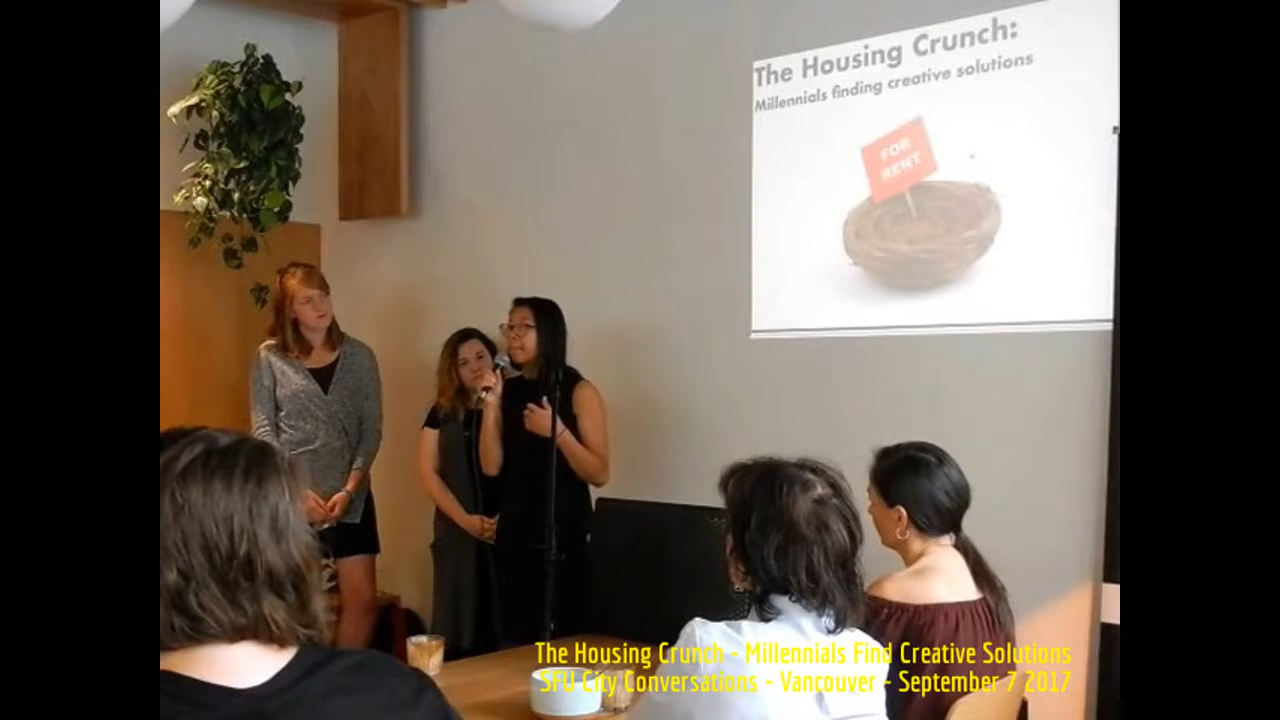 The Housing Crunch:
Millennials finding creative solutions
FOR
RENT
The Housing Crunch - Millennials Find Creative Solutions
SFU City Conversations - Vancouver - September 7 2017